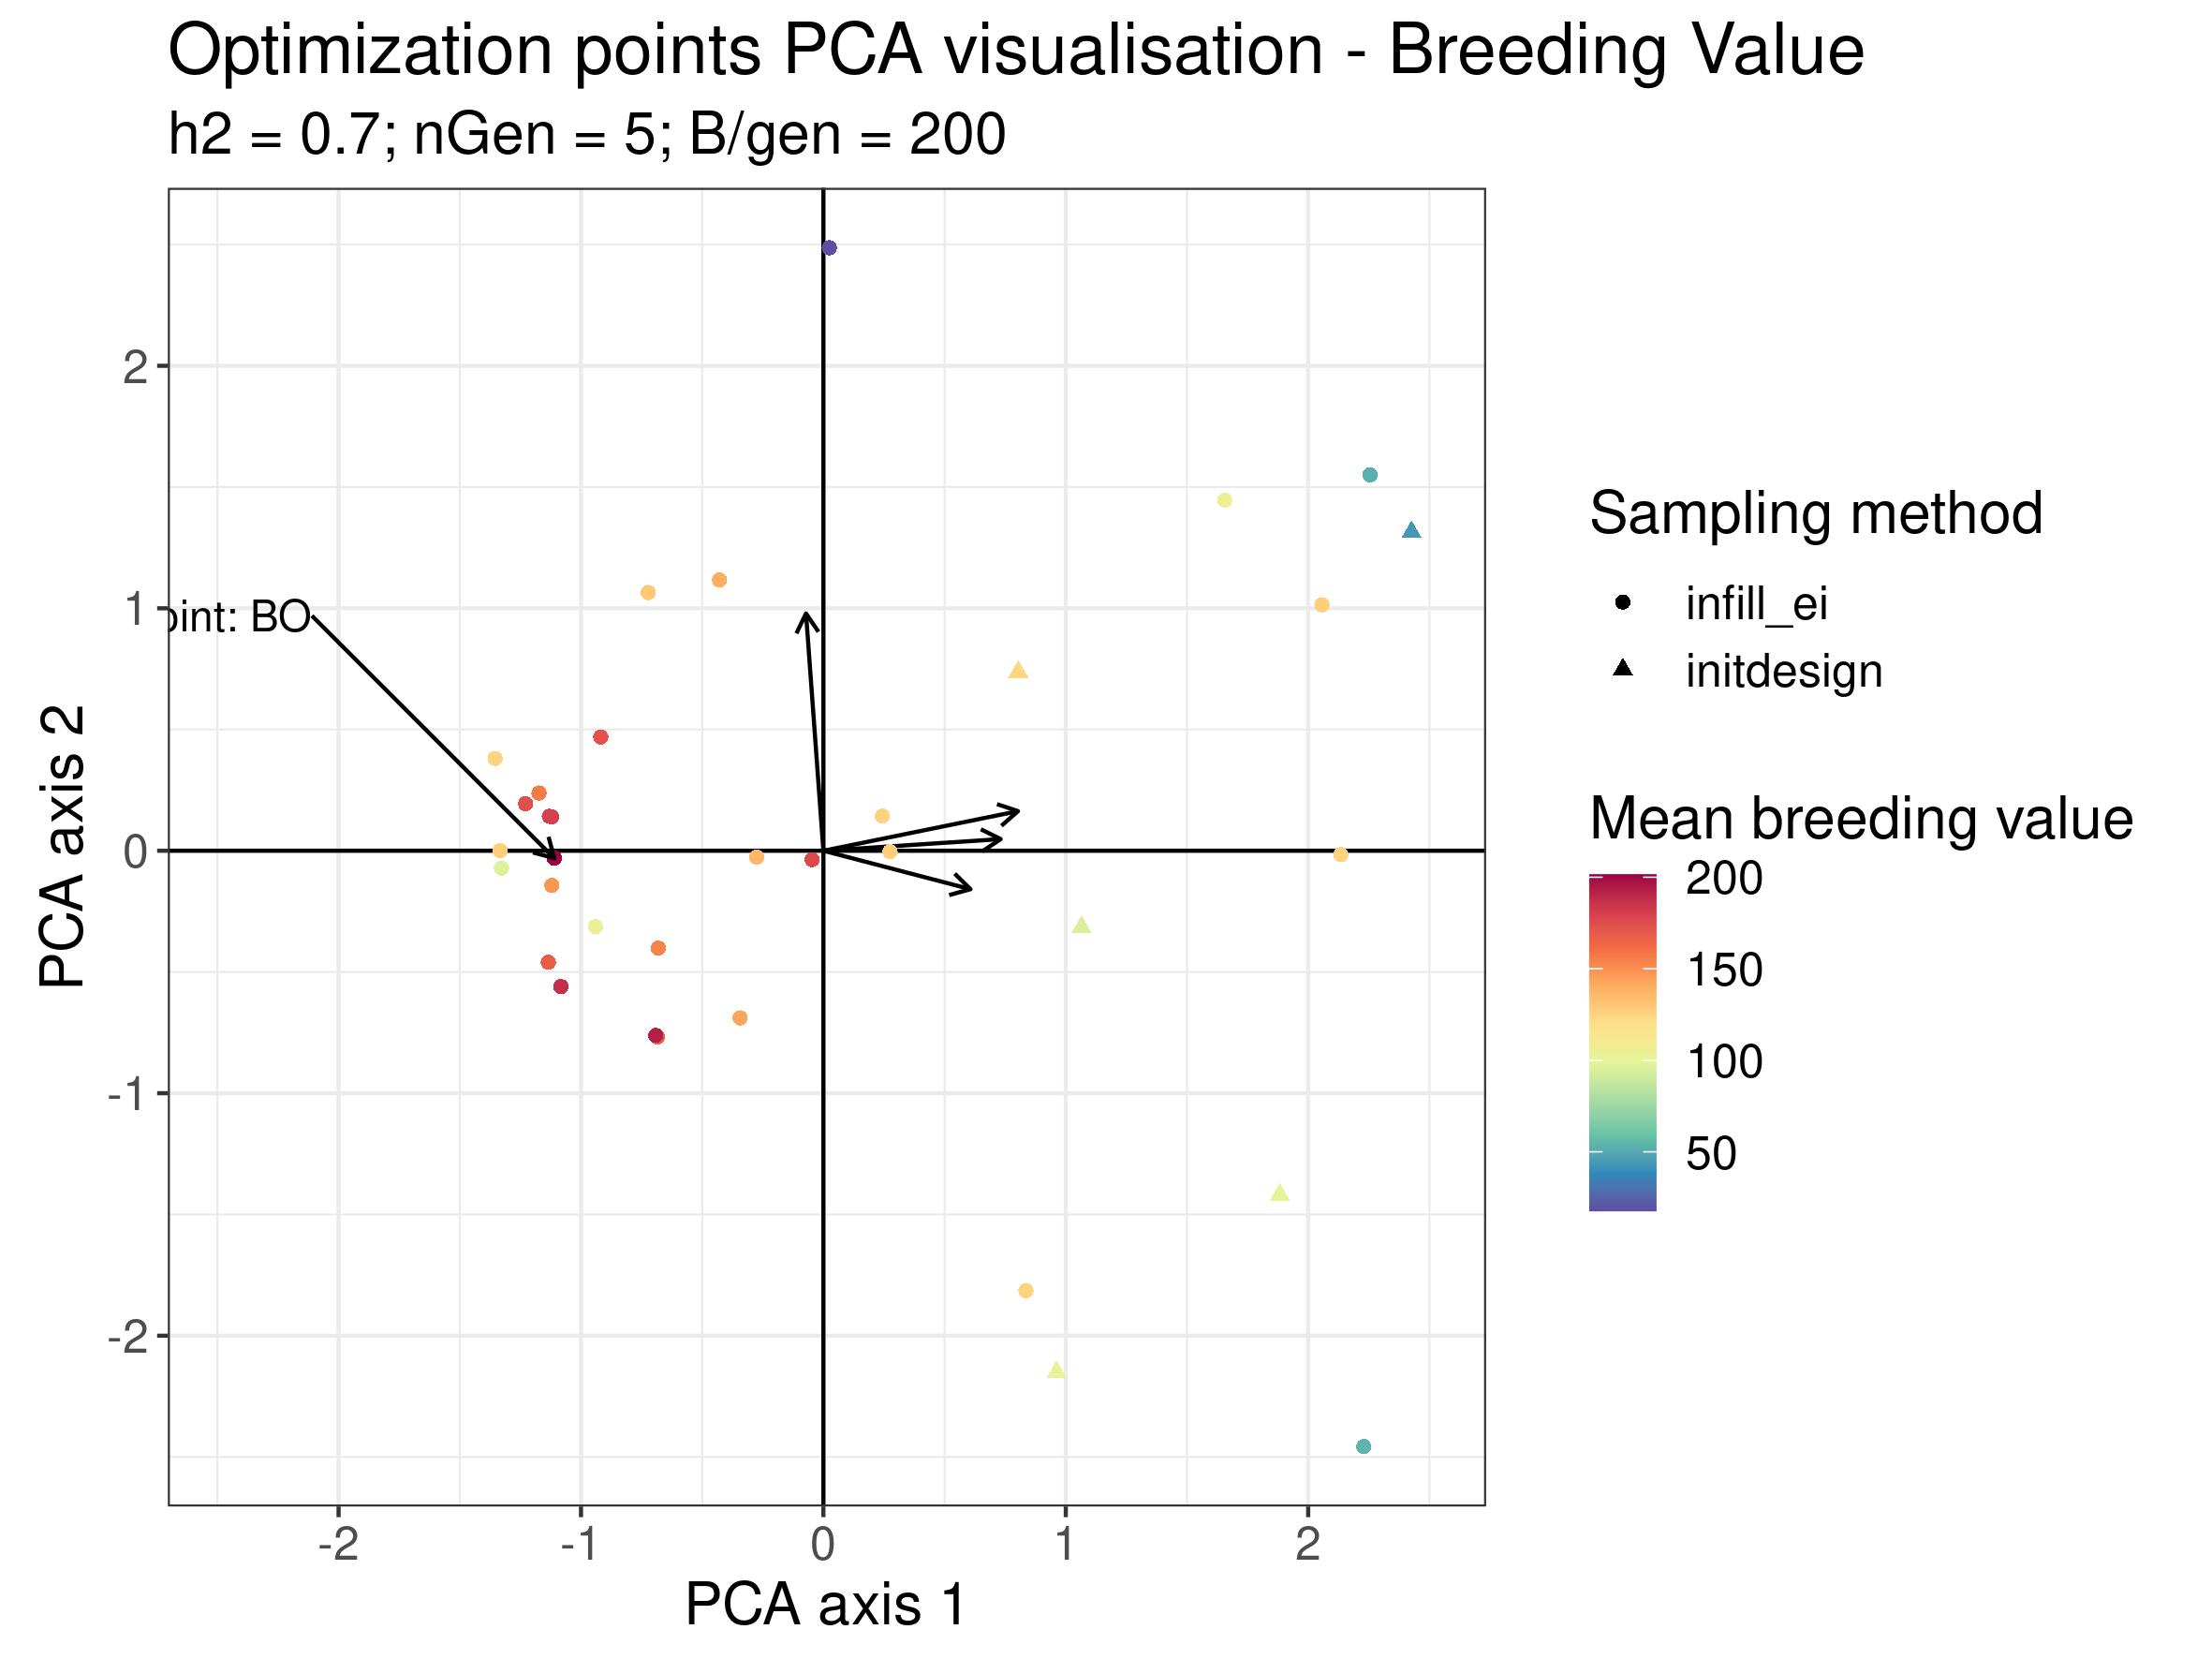 Optimization points PCA visualisation - Breeding Value
h2 = 0.7; nGen = 5; B/gen = 200
PCA axis 2
2
1
0
-1
-2
oint: BO
-2
-1
0
1
2
PCA axis 1
Sampling method
infill_ei
initdesign
Mean breeding value
200
150
100
50